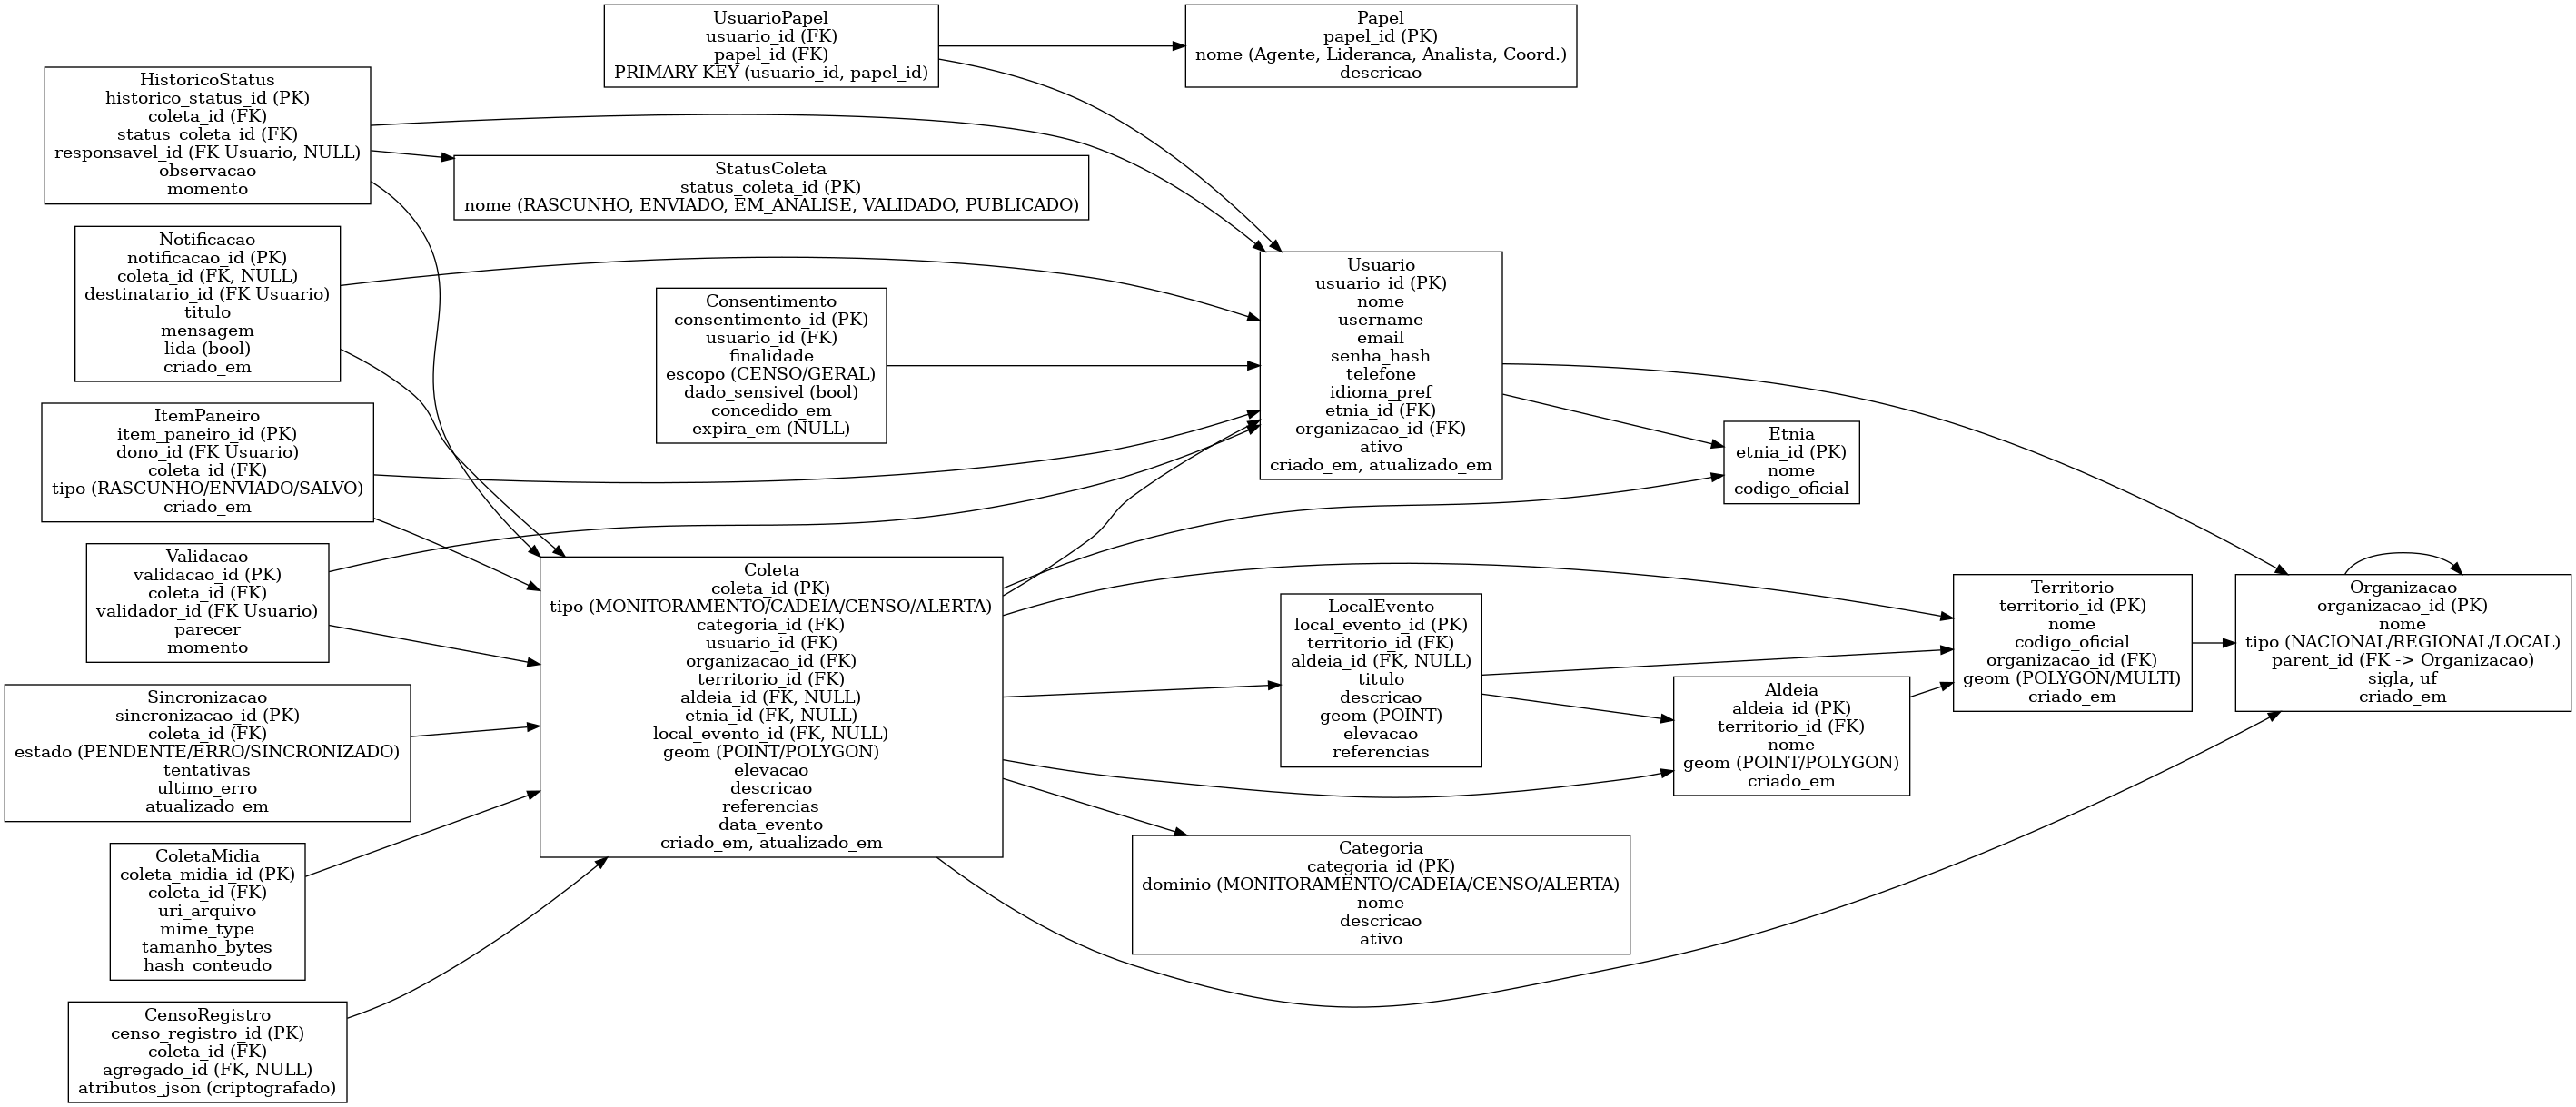 UsuarioPapel
usuario_id (FK)
papel_id (FK)
PRIMARY KEY (usuario_id, papel_id)
Papel
papel_id (PK)
nome (Agente, Lideranca, Analista, Coord.)
descricao
HistoricoStatus
historico_status_id (PK)
coleta_id (FK)
status_coleta_id (FK)
responsavel_id (FK Usuario, NULL)
observacao
momento
StatusColeta
status_coleta_id (PK)
nome (RASCUNHO, ENVIADO, EM_ANALISE, VALIDADO, PUBLICADO)
Notificacao
notificacao_id (PK)
coleta_id (FK, NULL)
destinatario_id (FK Usuario)
titulo
mensagem
lida (bool)
criado_em
Consentimento
consentimento_id (PK)
usuario_id (FK)
finalidade
escopo (CENSO/GERAL)
dado_sensivel (bool)
concedido_em
expira_em (NULL)
Usuario
usuario_id (PK)
nome
username
email
senha_hash
telefone
idioma_pref
etnia_id (FK)
organizacao_id (FK)
ativo
criado_em, atualizado_em
ItemPaneiro
item_paneiro_id (PK)
dono_id (FK Usuario)
coleta_id (FK)
tipo (RASCUNHO/ENVIADO/SALVO)
criado_em
Etnia
etnia_id (PK)
nome
codigo_oficial
Validacao
validacao_id (PK)
coleta_id (FK)
validador_id (FK Usuario)
parecer
momento
Coleta
coleta_id (PK)
tipo (MONITORAMENTO/CADEIA/CENSO/ALERTA)
categoria_id (FK)
usuario_id (FK)
organizacao_id (FK)
territorio_id (FK)
aldeia_id (FK, NULL)
etnia_id (FK, NULL)
local_evento_id (FK, NULL)
geom (POINT/POLYGON)
elevacao
descricao
referencias
data_evento
criado_em, atualizado_em
LocalEvento
local_evento_id (PK)
territorio_id (FK)
aldeia_id (FK, NULL)
titulo
descricao
geom (POINT)
elevacao
referencias
Territorio
territorio_id (PK)
nome
codigo_oficial
organizacao_id (FK)
geom (POLYGON/MULTI)
criado_em
Organizacao
organizacao_id (PK)
nome
tipo (NACIONAL/REGIONAL/LOCAL)
parent_id (FK -> Organizacao)
sigla, uf
criado_em
Aldeia
aldeia_id (PK)
territorio_id (FK)
nome
geom (POINT/POLYGON)
criado_em
Sincronizacao
sincronizacao_id (PK)
coleta_id (FK)
estado (PENDENTE/ERRO/SINCRONIZADO)
tentativas
ultimo_erro
atualizado_em
Categoria
categoria_id (PK)
dominio (MONITORAMENTO/CADEIA/CENSO/ALERTA)
nome
descricao
ativo
ColetaMidia
coleta_midia_id (PK)
coleta_id (FK)
uri_arquivo
mime_type
tamanho_bytes
hash_conteudo
CensoRegistro
censo_registro_id (PK)
coleta_id (FK)
agregado_id (FK, NULL)
atributos_json (criptografado)